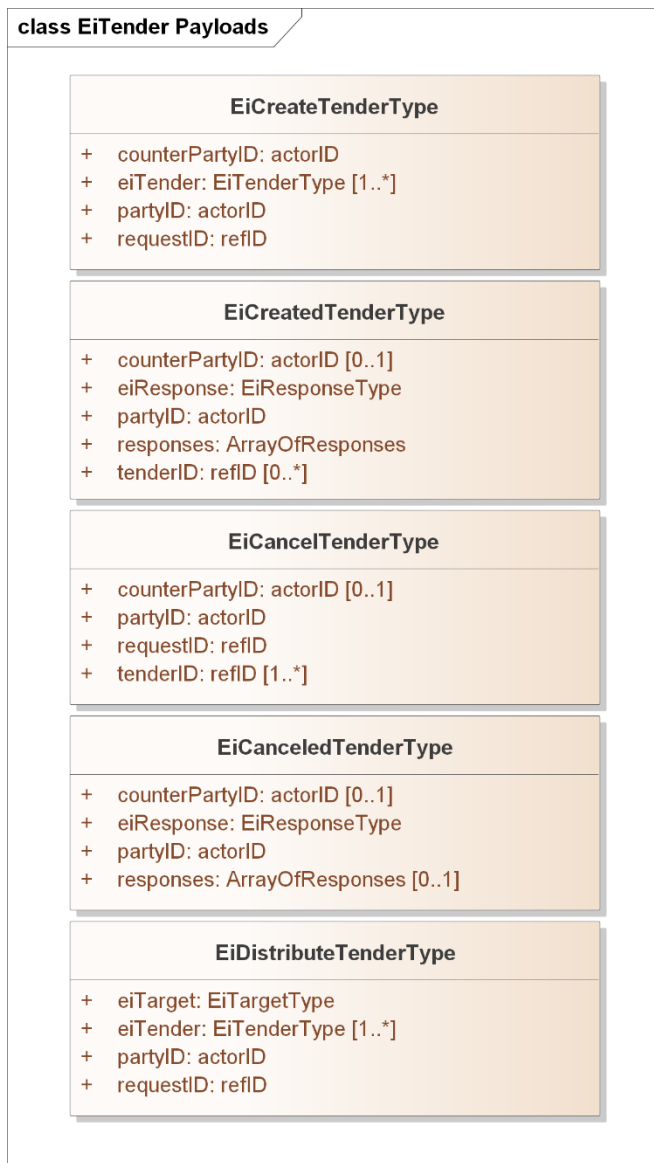 class EiTender Payloads
EiCreateTenderType
+ counterPartyID: actorID
+ eiTender: EiTenderType [1..*]
+ partyID: actorID
+ requestID: refID
EiCreatedTenderType
+ counterPartyID: actorID [0..1]
+ eiResponse: EiResponseType
+ partyID: actorID
+ responses: ArrayOfResponses
+ tenderID: refID [0..*]
EiCancelTenderType
+ counterPartyID: actorID [0..1]
+ partyID: actorID
+ requestID: refID
+ tenderID: refID [1..*]
EiCanceledTenderType
+ counterPartyID: actorID [0..1]
+ eiResponse: EiResponseType
+ partyID: actorID
+ responses: ArrayOfResponses [0..1]
EiDistributeTenderType
+ eiTarget: EiTargetType
+ eiTender: EiTenderType [1..*]
+ partyID: actorID
+ requestID: refID